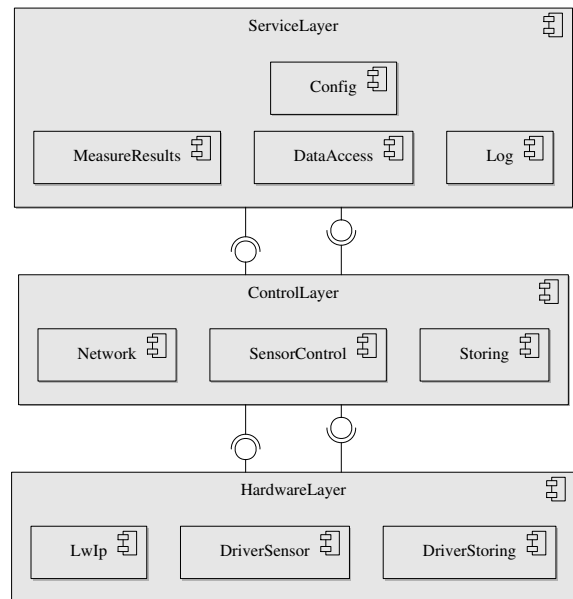 ServiceLayer
Config
MeasureResults
DataAccess
Log
ControlLayer
Network
SensorControl
Storing
HardwareLayer
LwIp
DriverSensor
DriverStoring